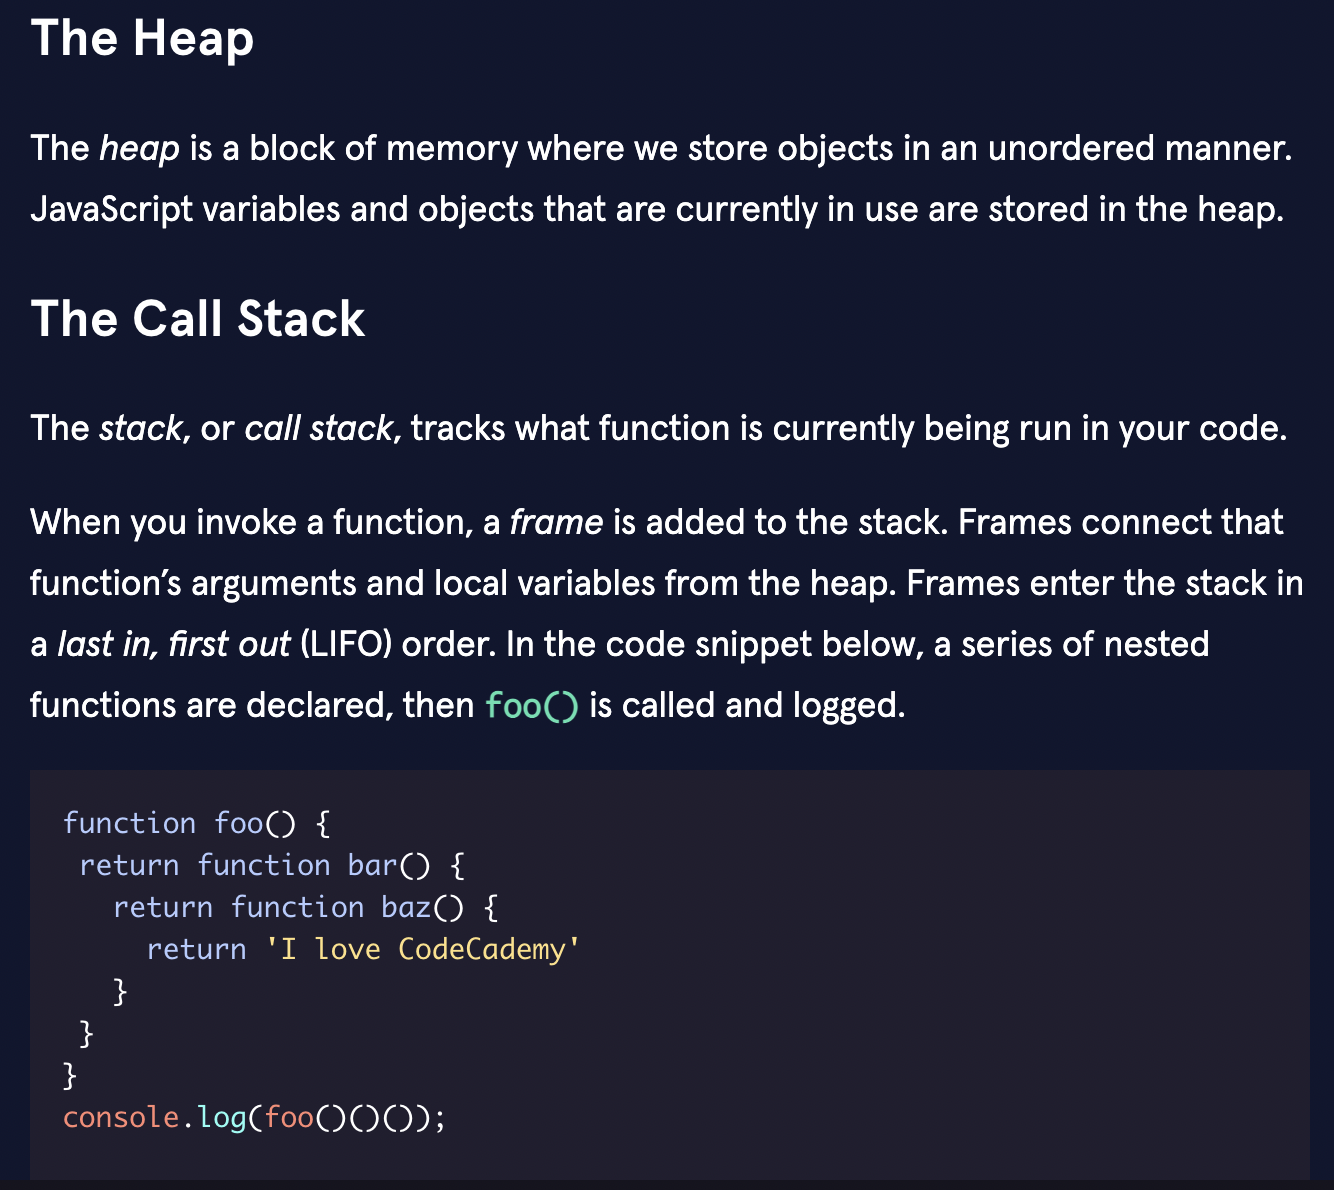 The Heap
The heap is a block of memory where we store objects in an unordered manner.
JavaScript variables and objects that are currently in use are stored in the heap.
The Call Stack
The stack, or call stack, tracks what function is currently being run in your code.
When you invoke a function, a frame is added to the stack. Frames connect that
function’s arguments and local variables from the heap. Frames enter the stack in
a last in, first out (LIFO) order. In the code snippet below, a series of nested
functions are declared, then foo() is called and logged.
function foo() {
 return function bar() {
   return function baz() {
     return 'I love CodeCademy'
   }
 }
}
console.log(foo()()());